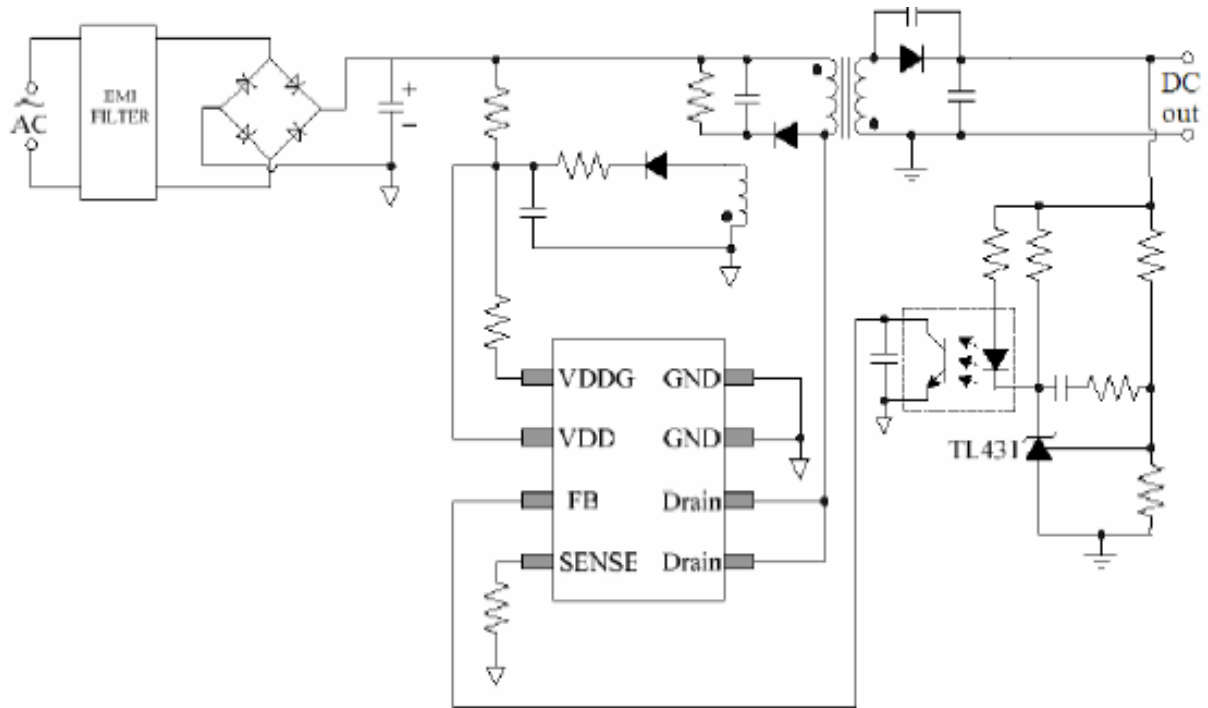 AC
EMI
FILTER
+
−
DC
out
TL431
VDDG
GND
VDD
GND
FB
Drain
SENSE
Drain